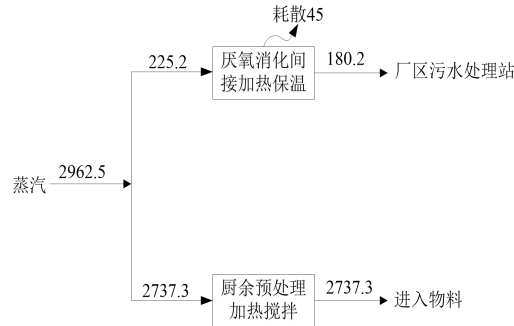 耗散45
225.2
厌氧消化间
接加热保温
180.2
厂区污水处理站
蒸汽
2962.5
2737.3
厨余预处理
加热搅拌
2737.3
进入物料